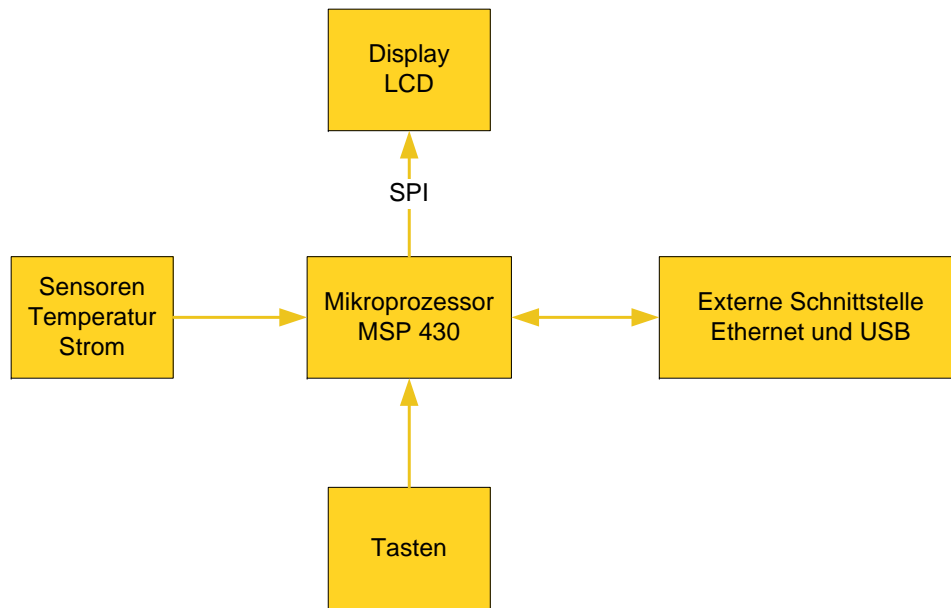 Display
LCD
SPI
Sensoren
Temperatur
Strom
Mikroprozessor
MSP 430
Externe Schnittstelle
Ethernet und USB
Tasten